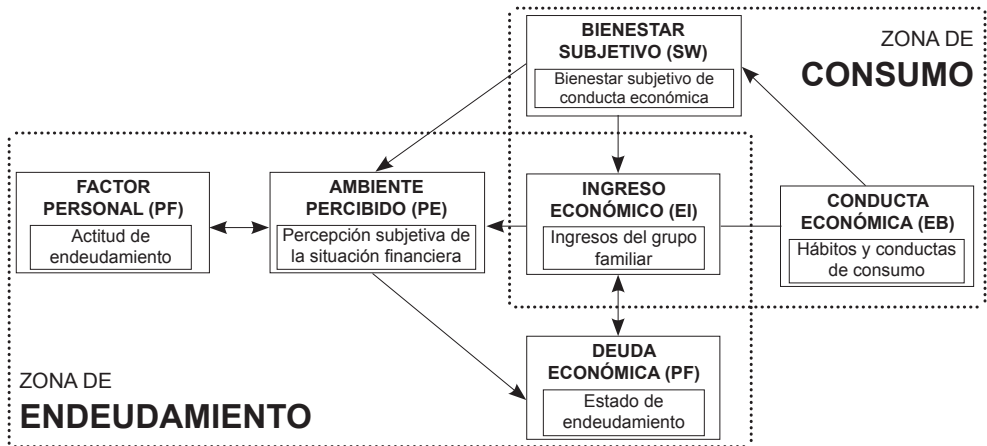 BIENESTAR
SUBJETIVO (SW)
Bienestar subjetivo de
conducta económica
ZONA DE
CONSUMO
FACTOR
PERSONAL (PF)
Actitud de
endeudamiento
AMBIENTE
PERCIBIDO (PE)
Percepción subjetiva de
la situación financiera
INGRESO
ECONÓMICO (EI)
Ingresos del grupo
familiar
CONDUCTA
ECONÓMICA (EB)
Hábitos y conductas
de consumo
DEUDA
ECONÓMICA (PF)
Estado de
endeudamiento
ZONA DE
ENDEUDAMIENTO